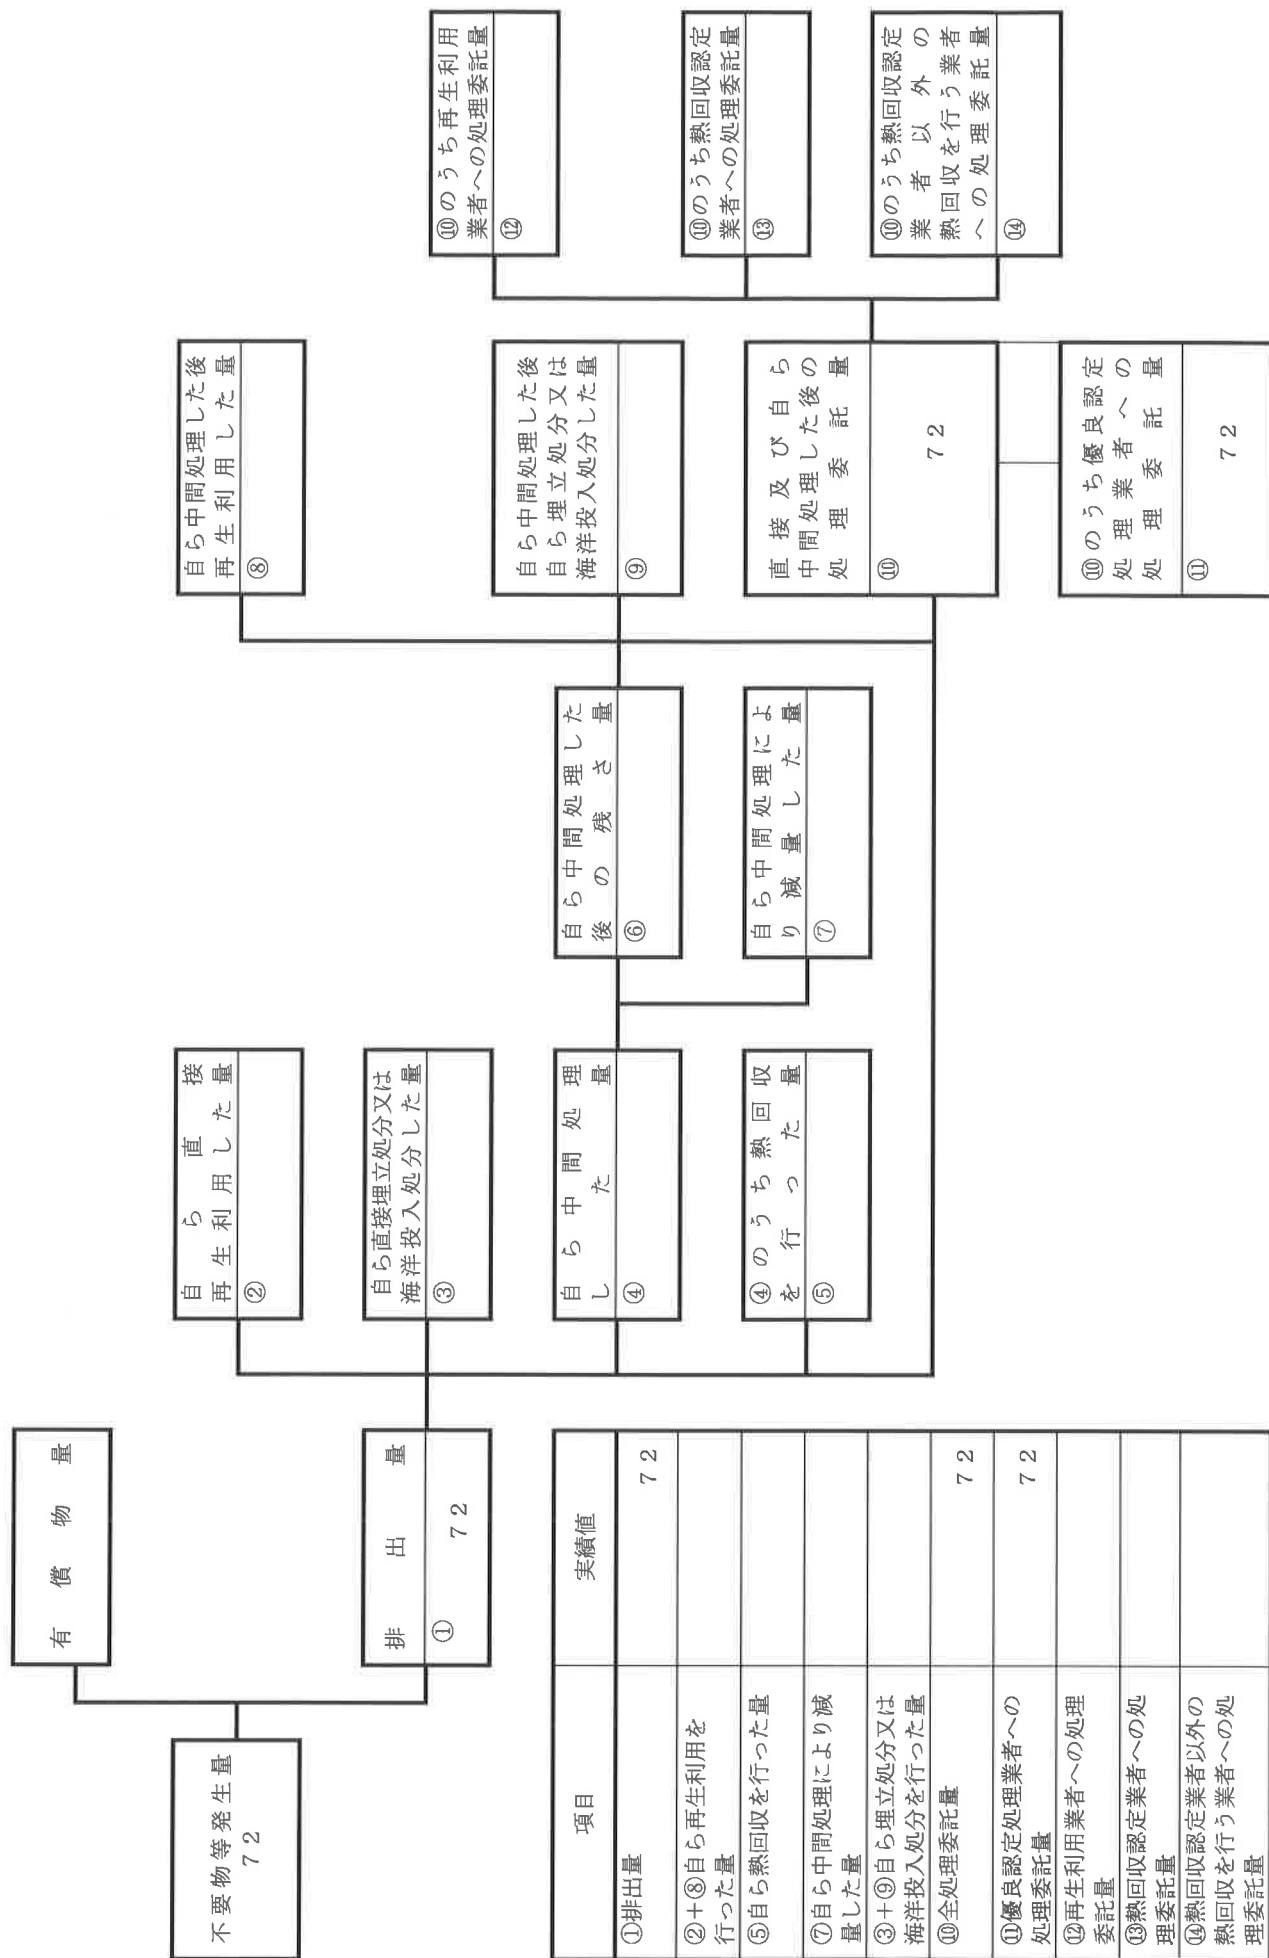 有償物量
不要物等発生量
72
排出量
① 72
自ら直接
再生利用した量
②
自ら直接埋立処分又は
海洋投入処分した量
③
自ら中間処理
した量
④
④のうち熱回収
を行った量
⑤
自ら中間処理した
後の残さ量
⑥
自ら中間処理によ
り減量した量
⑦
自ら中間処理した後
再生利用した量
⑧
自ら中間処理した後
自ら埋立処分又は
海洋投入処分した量
⑨
直接及び自ら
中間処理した後の
処理委託量
⑩ 72
⑩のうち優良認定
処理業者への
処理委託量
⑪ 72
⑩のうち再生利用
業者への処理委託量
⑫
⑩のうち熱回収認定
業者への処理委託量
⑬
⑩のうち熱回収認定
業者以外の
熱回収を行う業者
への処理委託量
⑭
項目 実績値
①排出量 72
②+⑧自ら再生利用を
行った量
⑤自ら熱回収を行った量
⑦自ら中間処理により減
量した量
③+⑨自ら埋立処分又は
海洋投入処分を行った量
⑩全処理委託量 72
⑪優良認定処理業者への
処理委託量 72
⑫再生利用業者への処理
委託量
⑬熱回収認定業者への処
理委託量
⑭熱回収認定業者以外の
熱回収を行う業者への処
理委託量